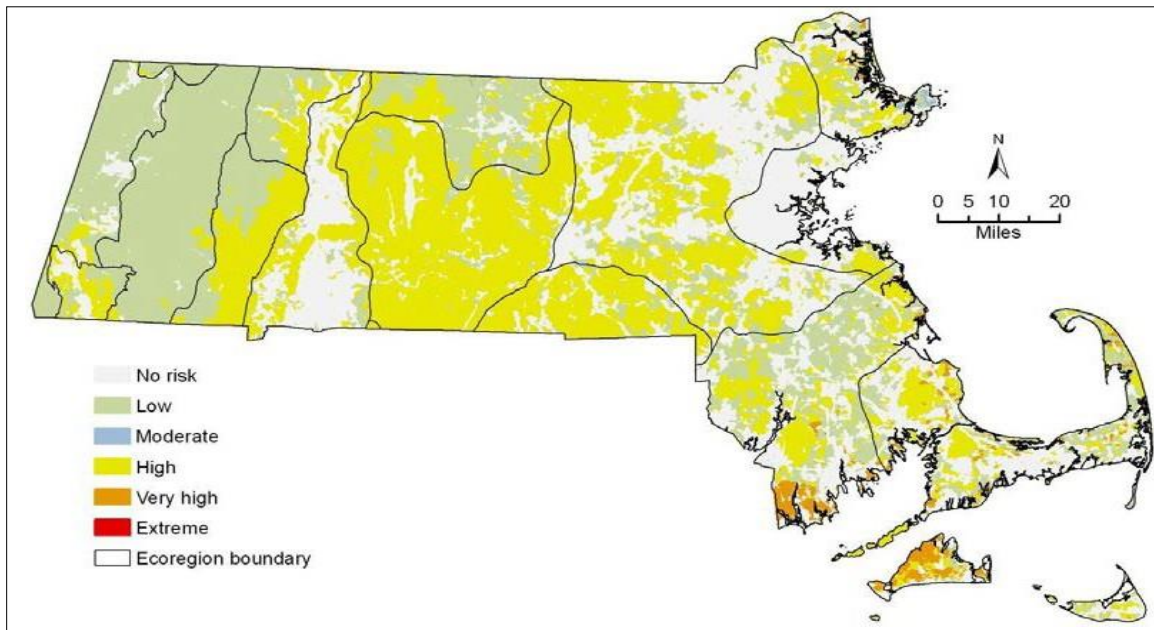 N
0 5 10 20
Miles
No risk
Low
Moderate
High
Very high
Extreme
Ecoregion boundary